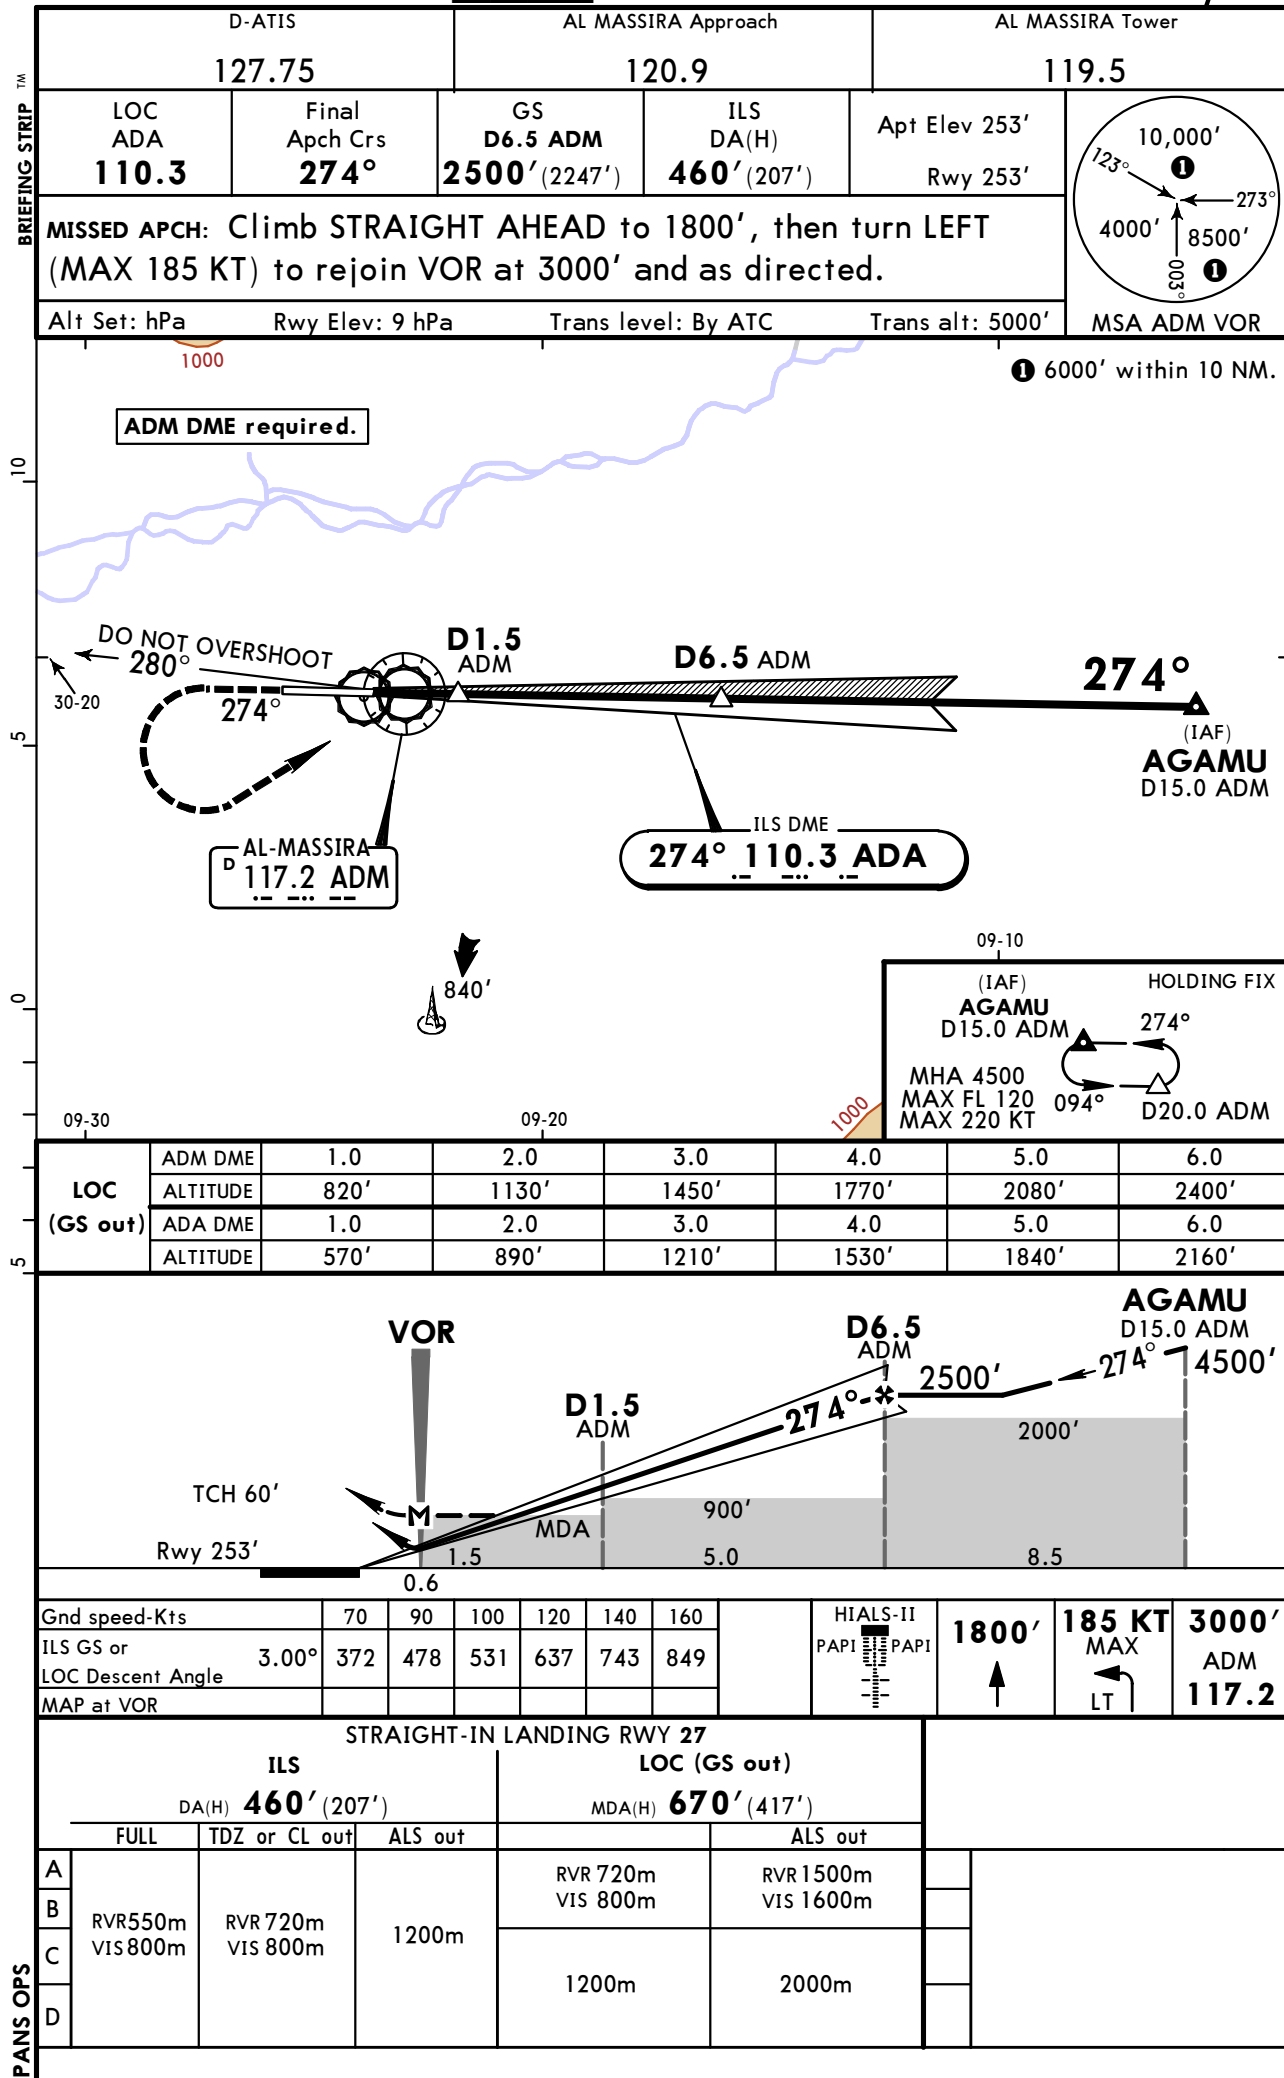 D-ATIS
127.75
AL MASSIRA Approach
120.9
AL MASSIRA Tower
119.5
BRIEFING STRIP TM
LOC
ADA
110.3
Final
Apch Crs
274°
GS
D6.5 ADM
2500'(2247')
ILS
DA(H)
460'(207')
Apt Elev 253'
Rwy 253'
MISSED APCH: Climb STRAIGHT AHEAD to 1800', then turn LEFT
(MAX 185 KT) to rejoin VOR at 3000' and as directed.
Alt Set: hPa Rwy Elev: 9 hPa Trans level: By ATC Trans alt: 5000'
10,000'
1
123°
273°
4000'
8500'
1
003°
MSA ADM VOR
1000
1 6000' within 10 NM.
ADM DME required.
10
5
0
5
DO NOT OVERSHOOT
280°
30-20
274°
D1.5
ADM
D6.5 ADM
274°
(IAF)
AGAMU
D15.0 ADM
AL-MASSIRA
D 117.2 ADM
ILS DME
274° 110.3 ADA
840'
09-10
(IAF)
AGAMU
D15.0 ADM
HOLDING FIX
274°
MHA 4500
MAX FL 120
MAX 220 KT
094°
D20.0 ADM
1000
09-30
09-20
LOC
(GS out)
ADM DME 1.0 2.0 3.0 4.0 5.0 6.0
ALTITUDE 820' 1130' 1450' 1770' 2080' 2400'
ADA DME 1.0 2.0 3.0 4.0 5.0 6.0
ALTITUDE 570' 890' 1210' 1530' 1840' 2160'
VOR
D1.5
ADM
D6.5
ADM
AGAMU
D15.0 ADM
274°
4500'
2500'
274°
2000'
900'
MDA
TCH 60'
M
Rwy 253'
1.5
5.0
8.5
0.6
Gnd speed-Kts 70 90 100 120 140 160
ILS GS or
LOC Descent Angle 3.00° 372 478 531 637 743 849
MAP at VOR
HIALS-II
PAPI PAPI
1800'
185 KT
MAX
LT
3000'
ADM
117.2
STRAIGHT-IN LANDING RWY 27
ILS
DA(H) 460'(207')
LOC (GS out)
MDA(H) 670'(417')
FULL
TDZ or CL out
ALS out
ALS out
A
B
C
D
RVR 550m
VIS 800m
RVR 720m
VIS 800m
1200m
RVR 720m
VIS 800m
RVR 1500m
VIS 1600m
1200m
2000m
PANS OPS